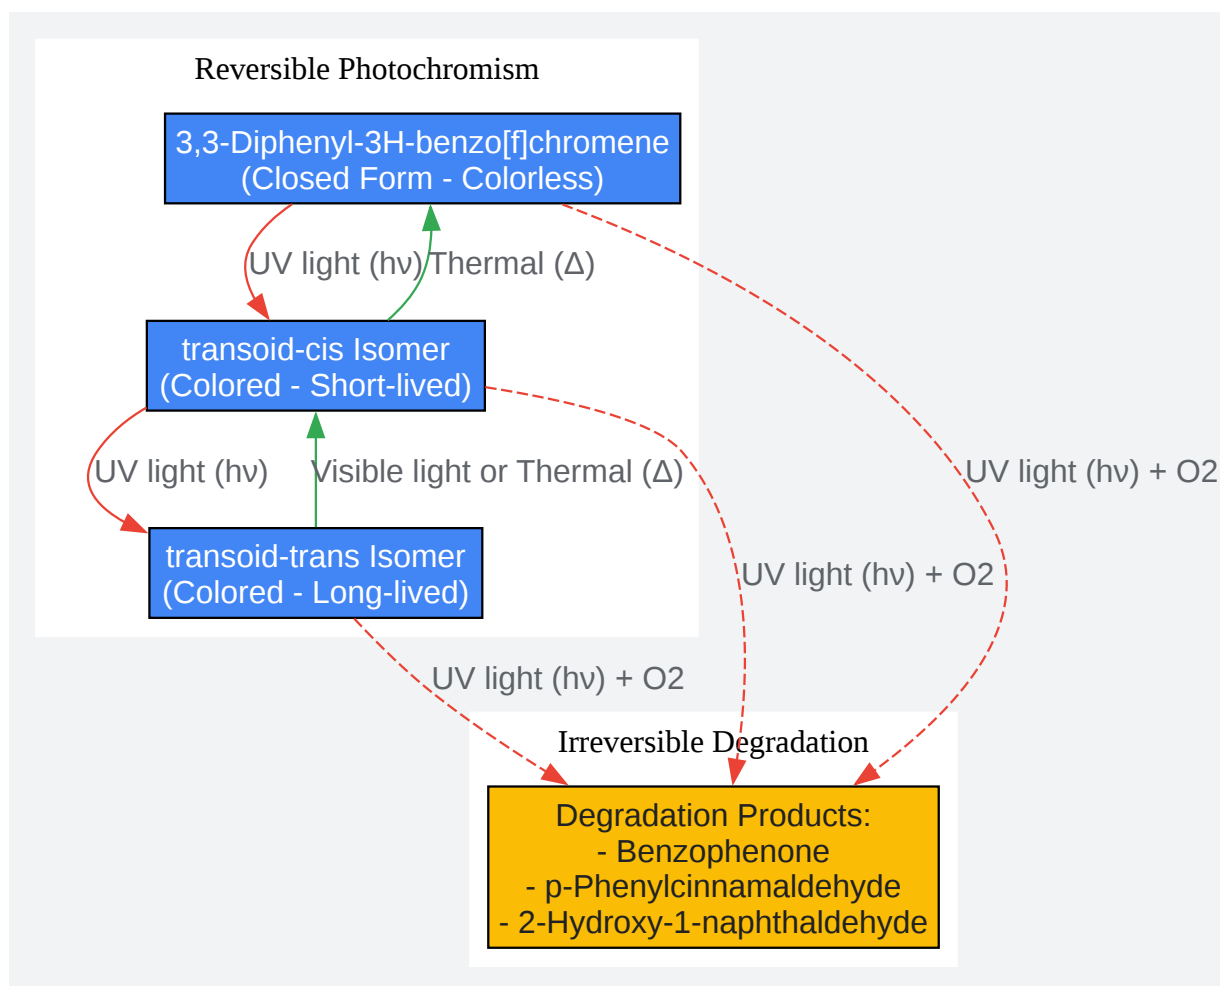 Reversible Photochromism
3,3-Diphenyl-3H-benzo[f]chromene
(Closed Form - Colorless)
UV light (hν)
Thermal (Δ)
transoid-cis Isomer
(Colored - Short-lived)
UV light (hν)
Visible light or Thermal (Δ)
UV light (hν) + O2
transoid-trans Isomer
(Colored - Long-lived)
UV light (hν) + O2
UV light (hν) + O2
Irreversible Degradation
Degradation Products:
- Benzophenone
- p-Phenylcinnamaldehyde
- 2-Hydroxy-1-naphthaldehyde